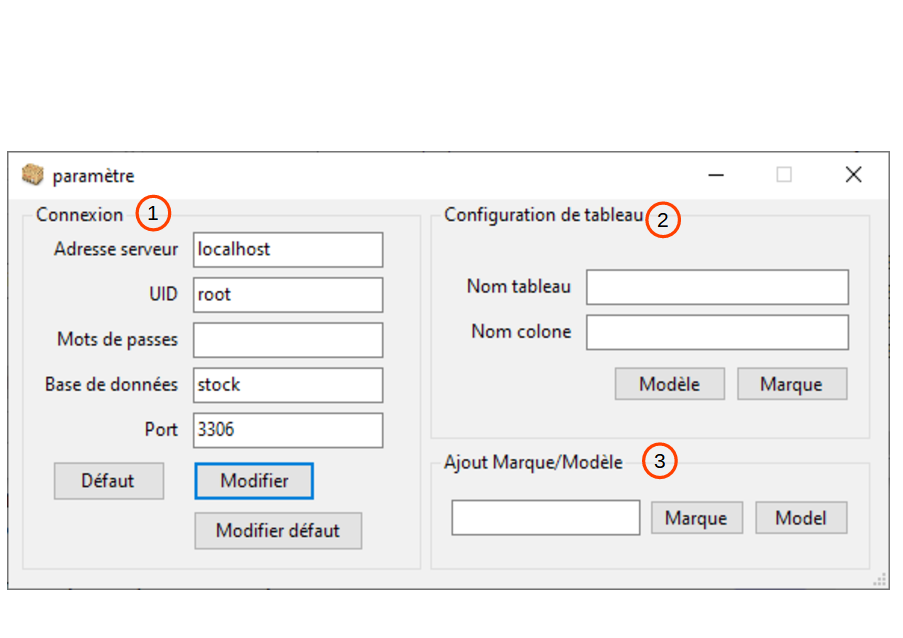 paramètre
Connexion 1
Adresse serveur localhost
UID root
Mots de passes
Base de données stock
Port 3306
Défaut Modifier
Modifier défaut
Configuration de tableau 2
Nom tableau
Nom colone
Modèle Marque
Ajout Marque/Modèle 3
Marque Model